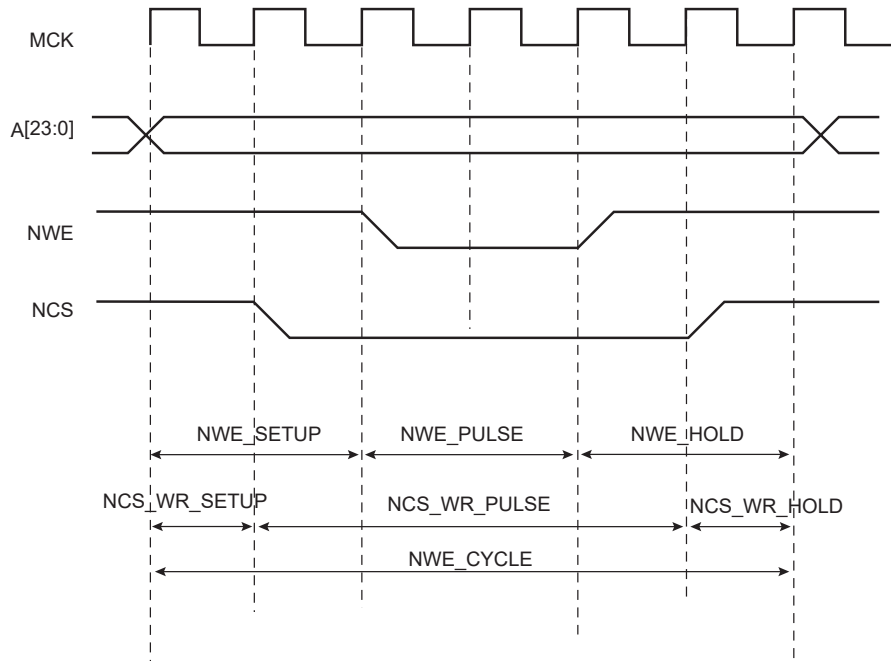 MCK
A[23:0]
NWE
NCS
NWE_SETUP NWE_PULSE NWE_HOLD
NCS_WR_SETUP NCS_WR_PULSE NCS_WR_HOLD
NWE_CYCLE